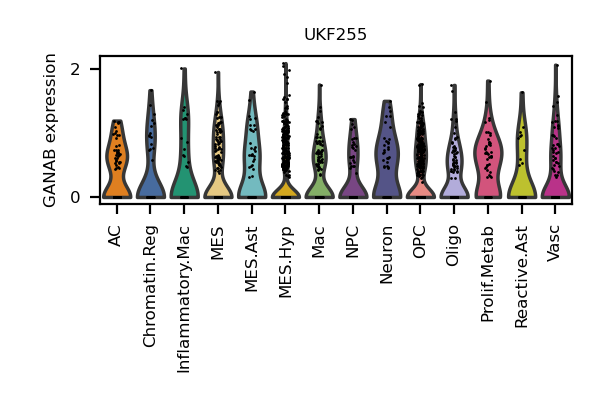 UKF255
GANAB expression
2
0
AC
Chromatin.Reg
Inflammatory.Mac
MES
MES.Ast
MES.Hyp
Mac
NPC
Neuron
OPC
Oligo
Prolif.Metab
Reactive.Ast
Vasc